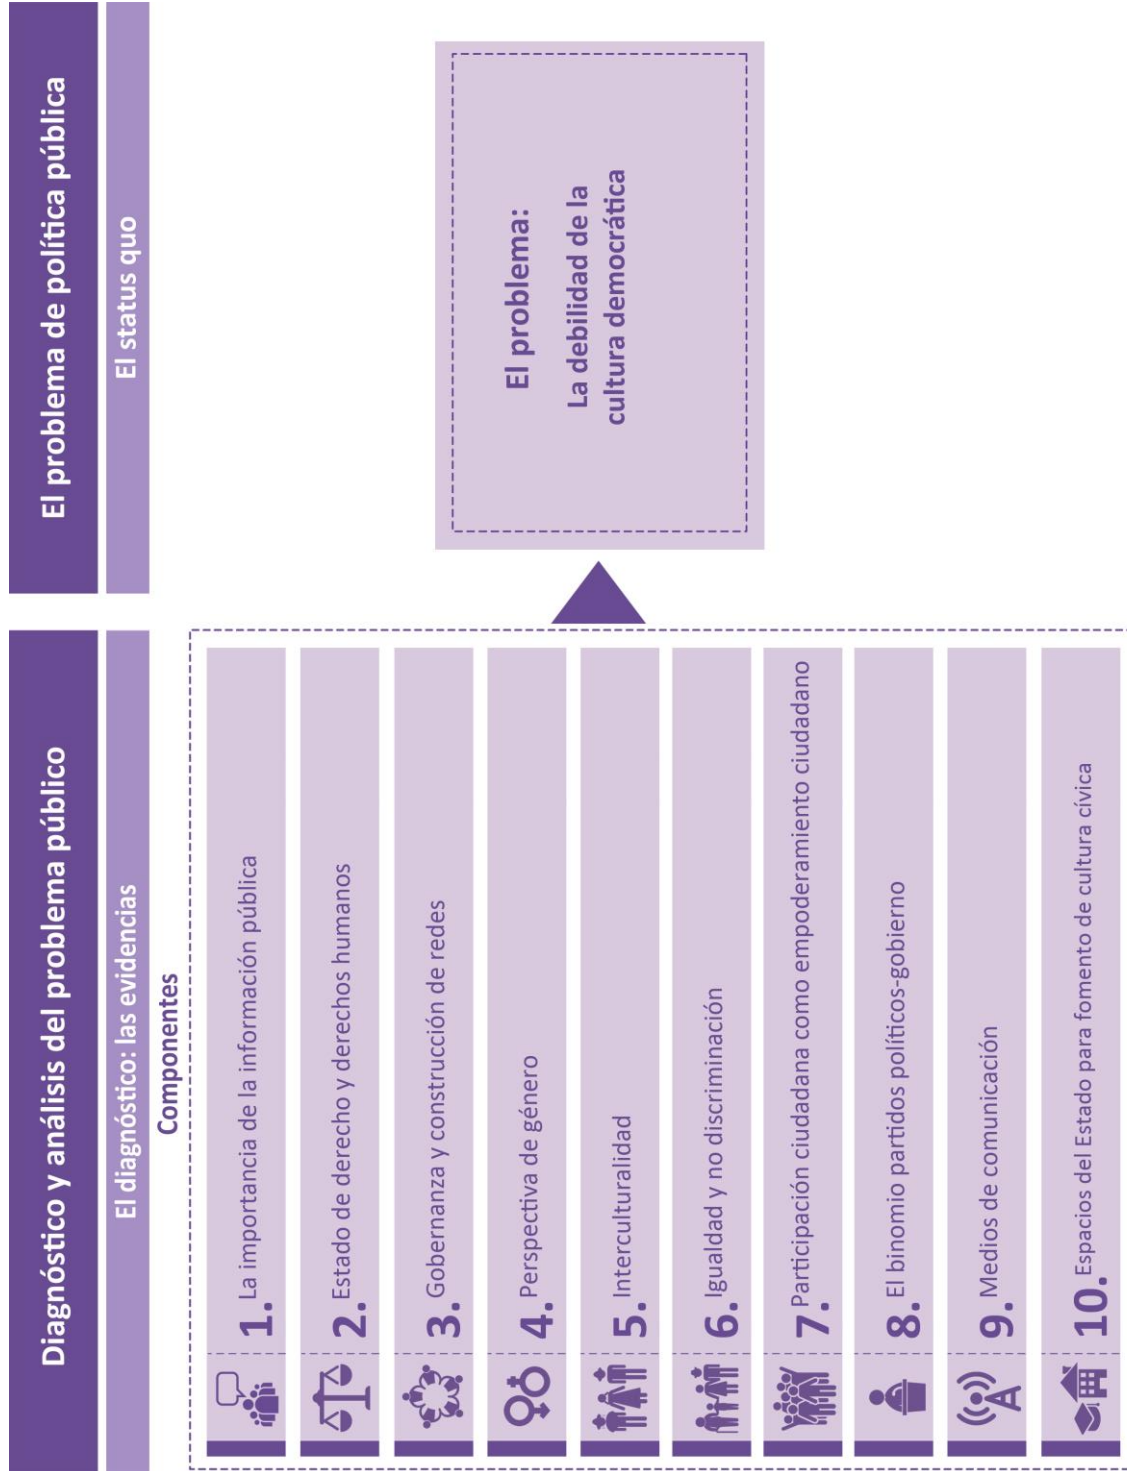 Diagnóstico y análisis del problema público
El diagnóstico: las evidencias
Componentes
1. La importancia de la información pública
2. Estado de derecho y derechos humanos
3. Gobernanza y construcción de redes
4. Perspectiva de género
5. Interculturalidad
6. Igualdad y no discriminación
7. Participación ciudadana como empoderamiento ciudadano
8. El binomio partidos políticos-gobierno
9. Medios de comunicación
10. Espacios del Estado para fomento de cultura cívica
El problema de política pública
El status quo
El problema:
La debilidad de la
cultura democrática